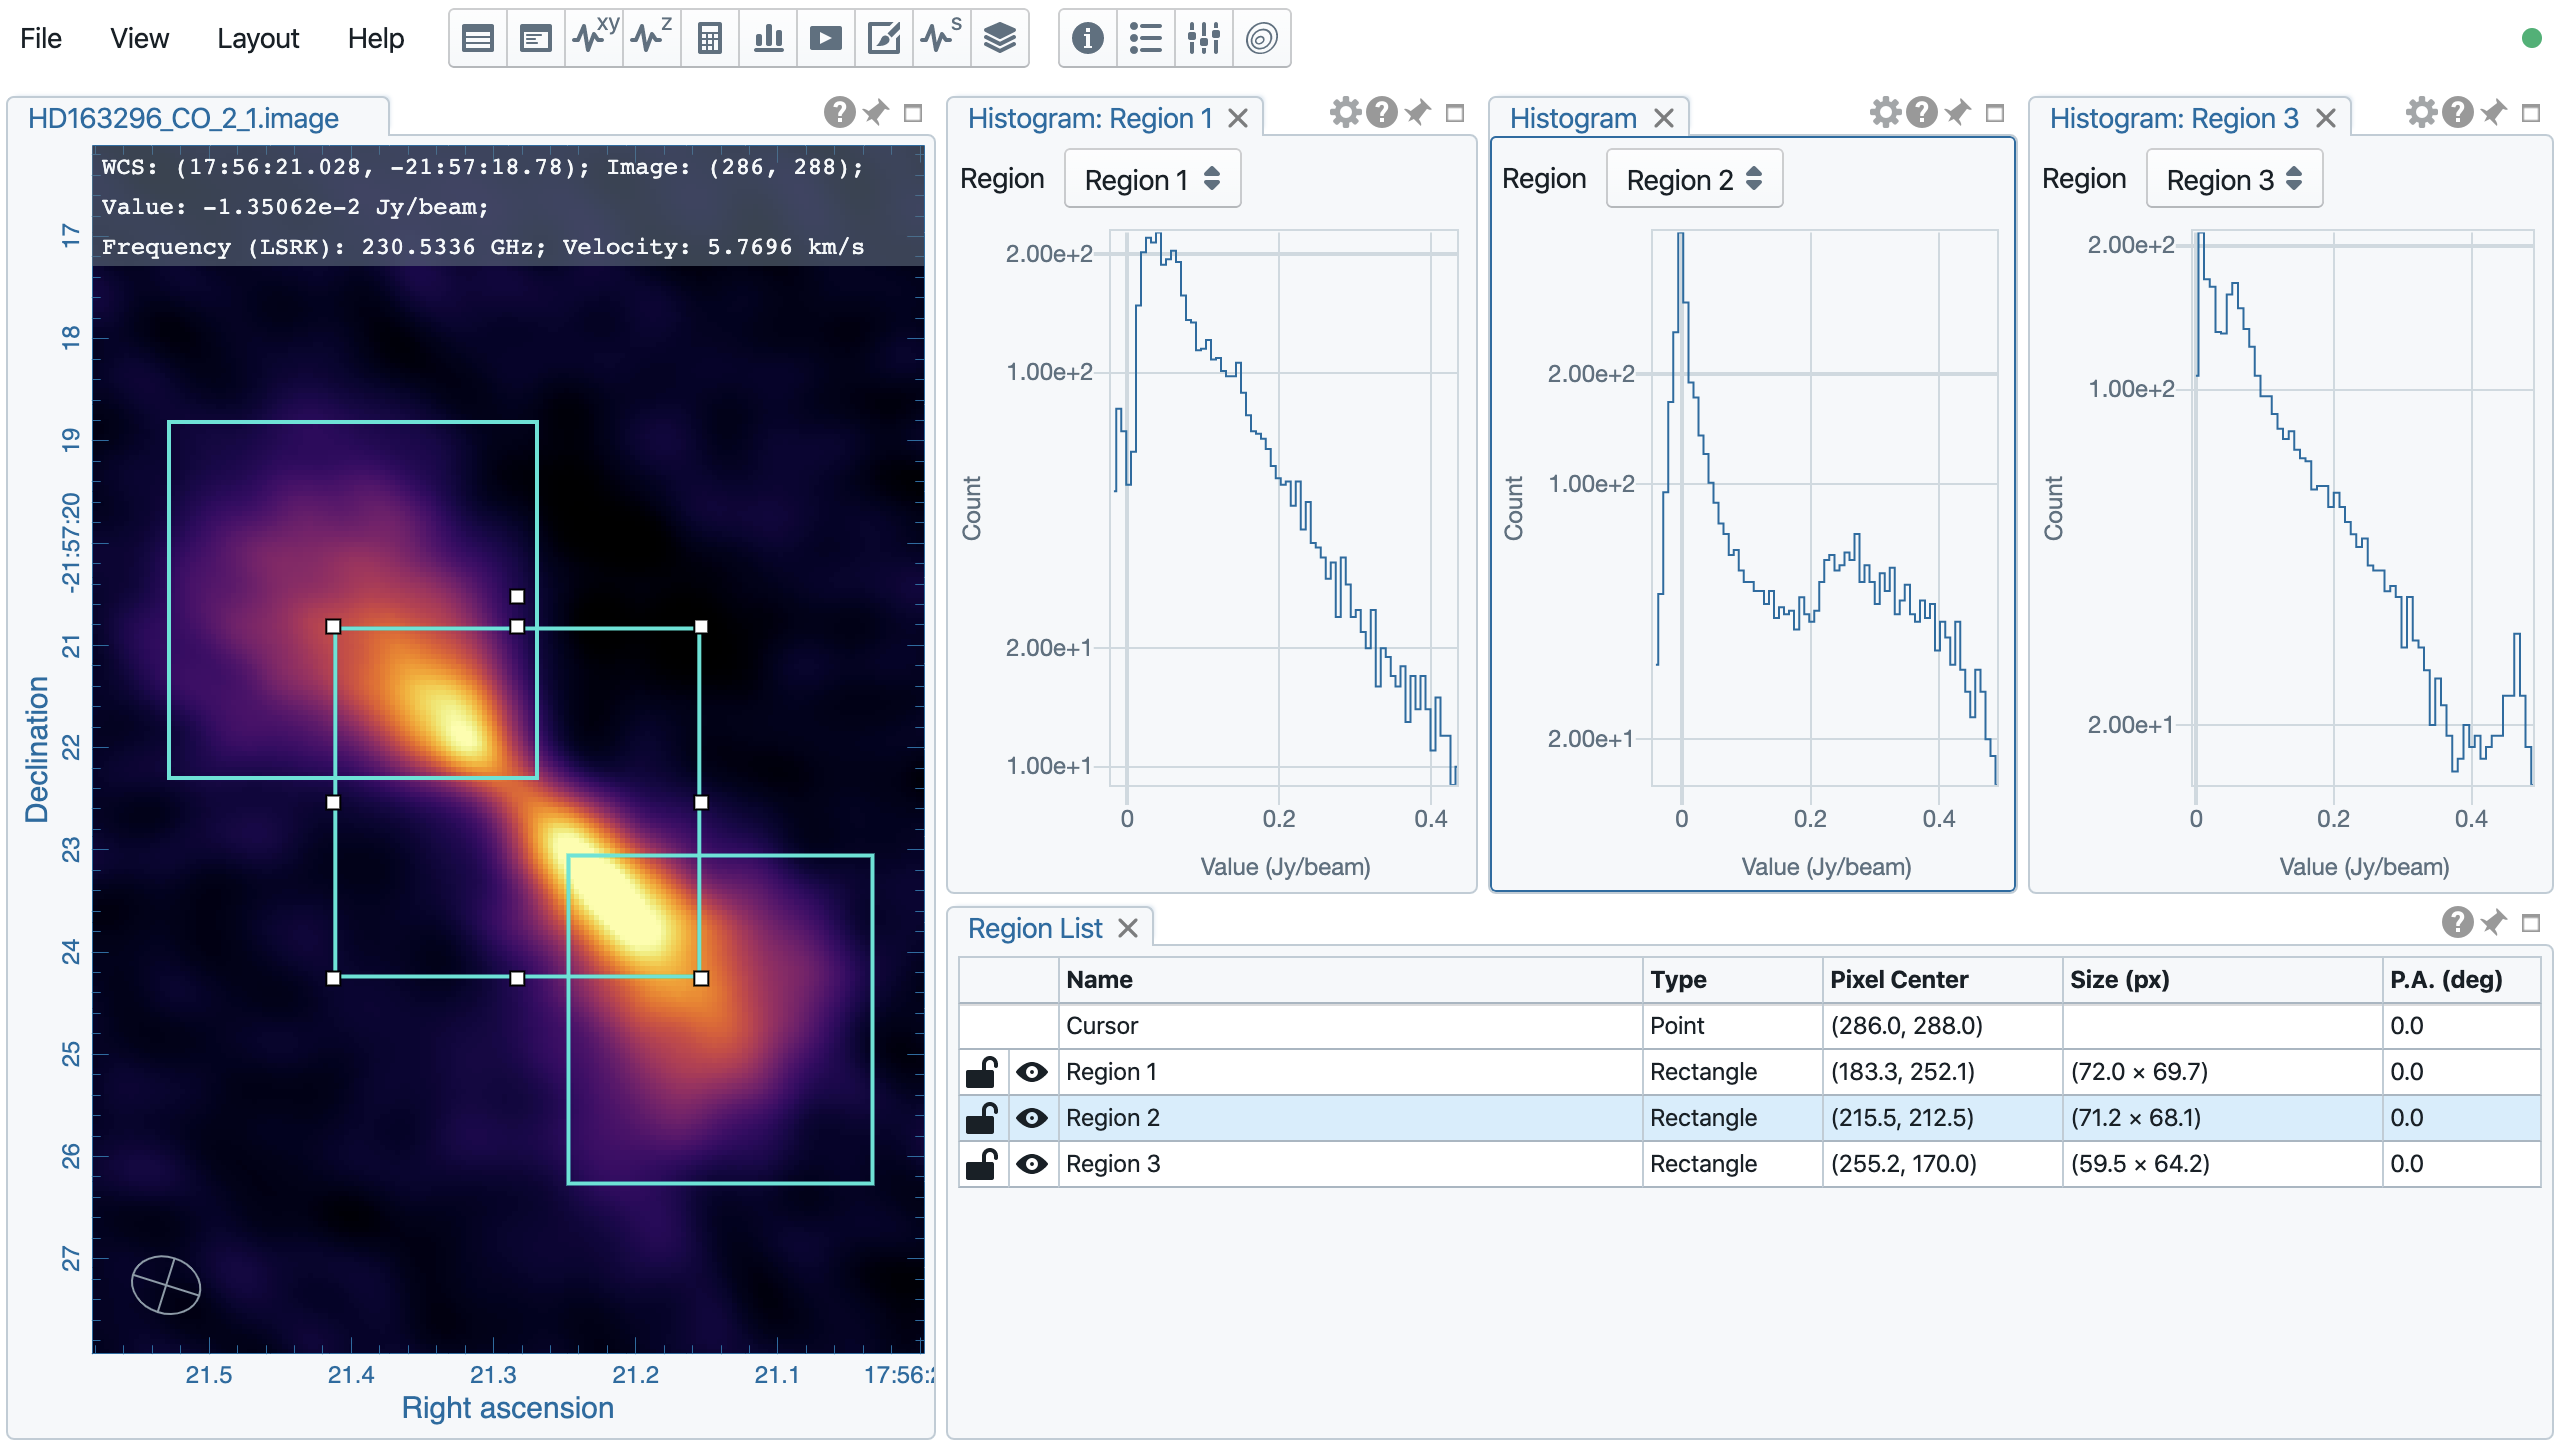 File View Layout Help
xy z s
HD163296_CO_2_1.image
WCS: (17:56:21.028, -21:57:18.78); Image: (286, 288);
Value: -1.35062e-2 Jy/beam;
Frequency (LSRK): 230.5336 GHz; Velocity: 5.7696 km/s
17
18
19
-21:57:20
21
22
23
24
25
26
27
Declination
21.5 21.4 21.3 21.2 21.1
Right ascension
Histogram: Region 1
Region Region 1
2.00e+2
1.00e+2
2.00e+1
1.00e+1
Count
0 0.2 0.4
Value (Jy/beam)
Histogram
Region Region 2
2.00e+2
1.00e+2
2.00e+1
Count
0 0.2 0.4
Value (Jy/beam)
Histogram: Region 3
Region Region 3
2.00e+2
1.00e+2
2.00e+1
Count
0 0.2 0.4
Value (Jy/beam)
Region List
Name Type Pixel Center Size (px) P.A. (deg)
Cursor Point (286.0, 288.0) 0.0
Region 1 Rectangle (183.3, 252.1) (72.0 × 69.7) 0.0
Region 2 Rectangle (215.5, 212.5) (71.2 × 68.1) 0.0
Region 3 Rectangle (255.2, 170.0) (59.5 × 64.2) 0.0